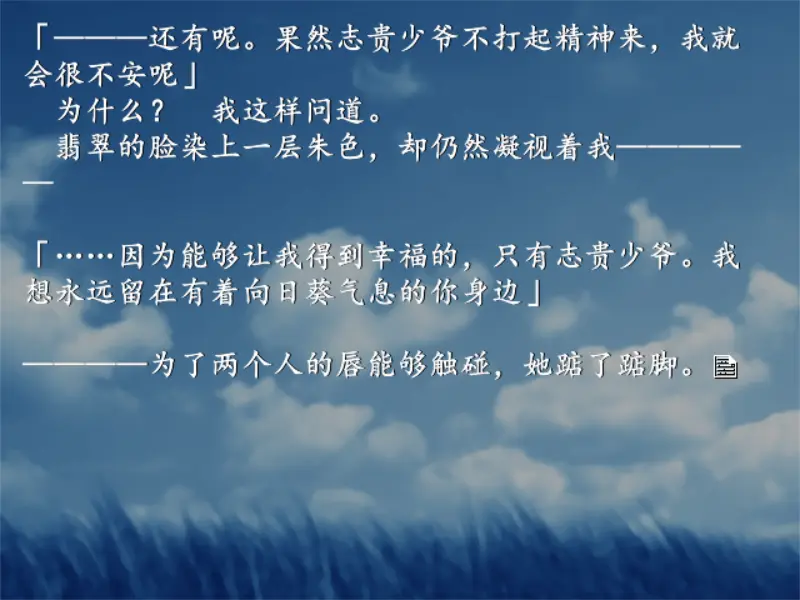 「————还有呢。果然志贵少爷不打起精神来，我就
会很不安呢」
为什么？　我这样问道。
翡翠的脸染上一层朱色，却仍然凝视着我————
—
「……因为能够让我得到幸福的，只有志贵少爷。我
想永远留在有着向日葵气息的你身边」
————为了两个人的唇能够触碰，她踮了踮脚。